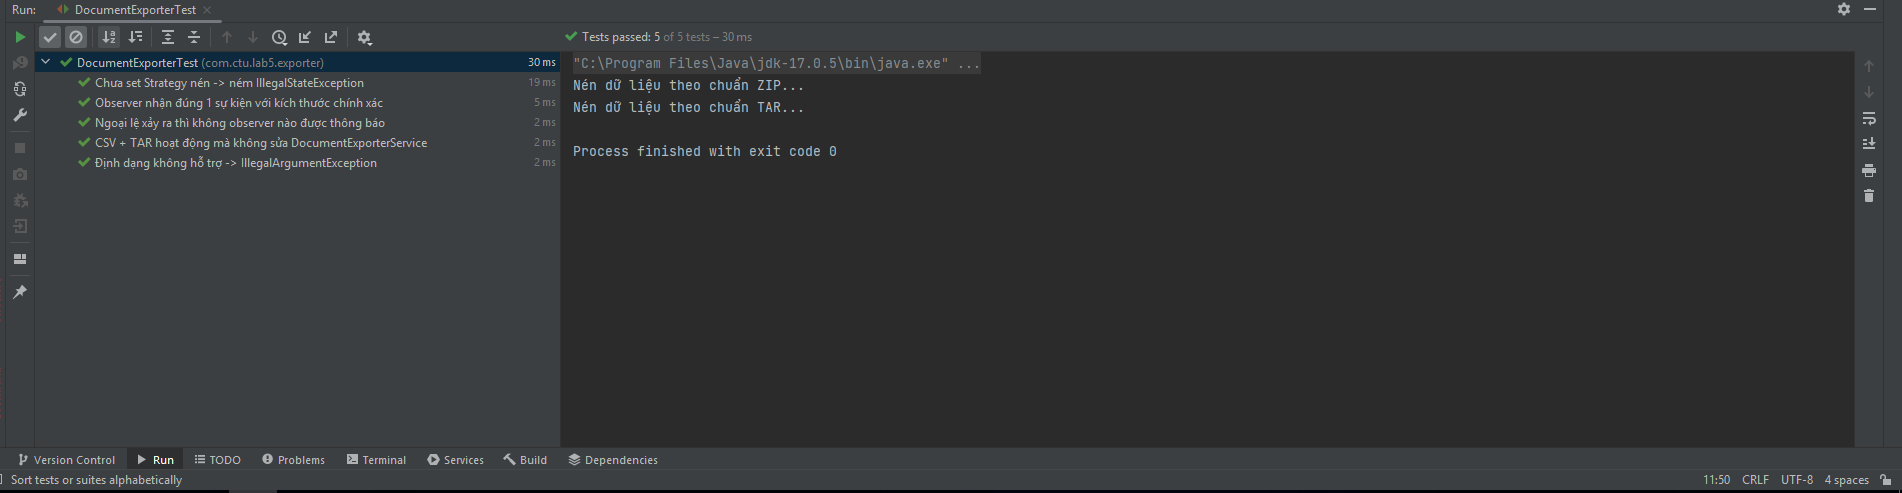 Run: DocumentExporterTest
Tests passed: 5 of 5 tests – 30 ms
DocumentExporterTest (com.ctu.lab5.exporter) 30 ms
Chưa set Strategy nén -> ném IllegalStateException 19 ms
Observer nhận đúng 1 sự kiện với kích thước chính xác 5 ms
Ngoại lệ xảy ra thì không observer nào được thông báo 2 ms
CSV + TAR hoạt động mà không sửa DocumentExporterService 2 ms
Định dạng không hỗ trợ -> IllegalArgumentException 2 ms
"C:\Program Files\Java\jdk-17.0.5\bin\java.exe" ...
Nén dữ liệu theo chuẩn ZIP...
Nén dữ liệu theo chuẩn TAR...
Process finished with exit code 0
Version Control Run TODO Problems Terminal Services Build Dependencies
Sort tests or suites alphabetically 11:50 CRLF UTF-8 4 spaces